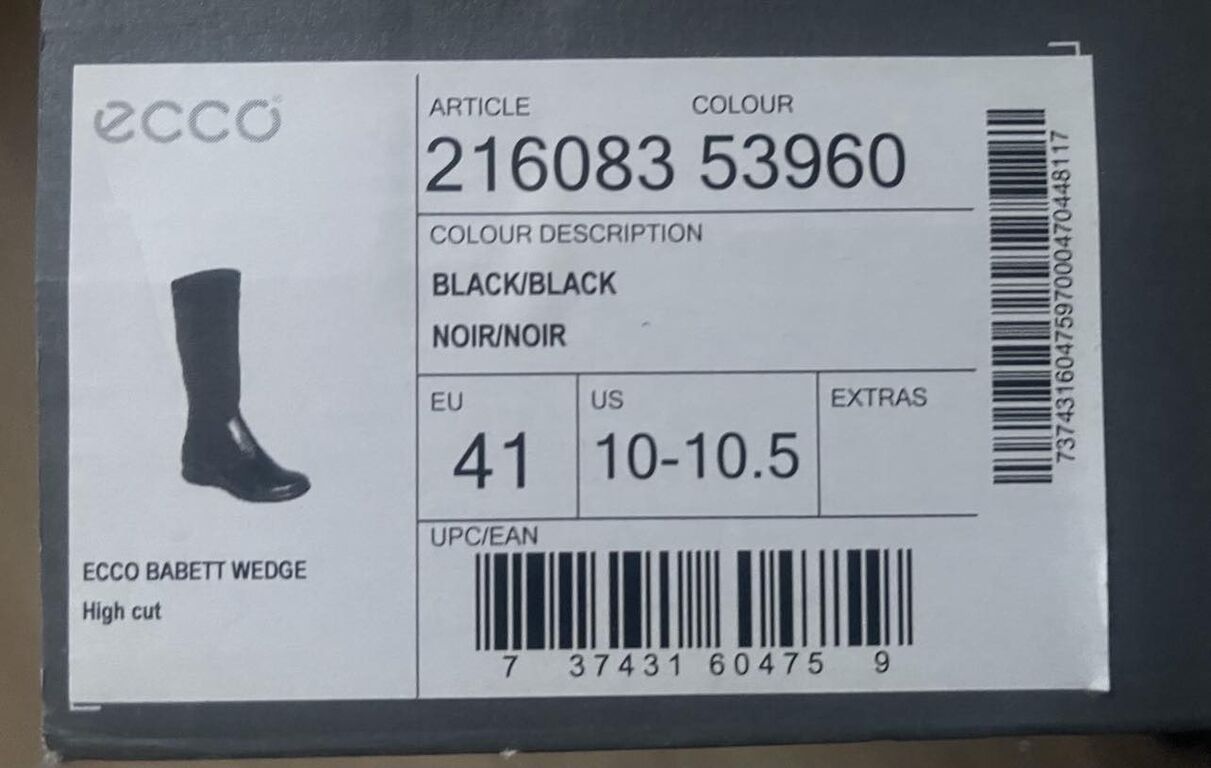 ecco
ARTICLE COLOUR
216083 53960
COLOUR DESCRIPTION
BLACK/BLACK
NOIR/NOIR
EU US EXTRAS
41 10-10.5
UPC/EAN
7 37431 60475 9
ECCO BABETT WEDGE
High cut
7374316047597000470448117